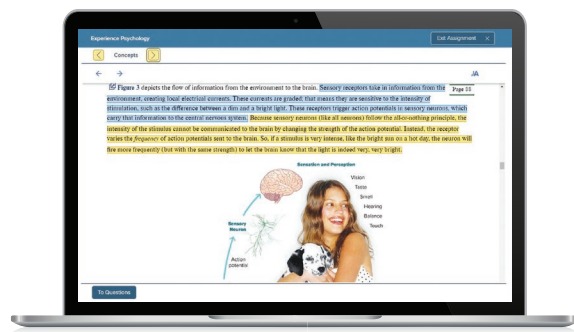 Experience Psychology
Exit Assignment ×
< Concepts >
← → AA
Figure 3 depicts the flow of information from the environment to the brain. Sensory receptors take in information from the
Page 88
environment, creating local electrical currents. These currents are graded: that means they are sensitive to the intensity of
stimulation, such as the difference between a dim and a bright light. These receptors trigger action potentials in sensory neurons, which
carry that information to the central nervous system. Because sensory neurons (like all neurons) follow the all-or-nothing principle, the
intensity of the stimulus cannot be communicated to the brain by changing the strength of the action potential. Instead, the receptor
varies the frequency of action potentials sent to the brain. So, if a stimulus is very intense, like the bright sun on a hot day, the neuron will
fire more frequently (but with the same strength) to let the brain know that the light is indeed very, very bright.
Sensation and Perception
Vision
Taste
Smell
Hearing
Balance
Touch
Sensory
Neuron
Action
potential
To Questions